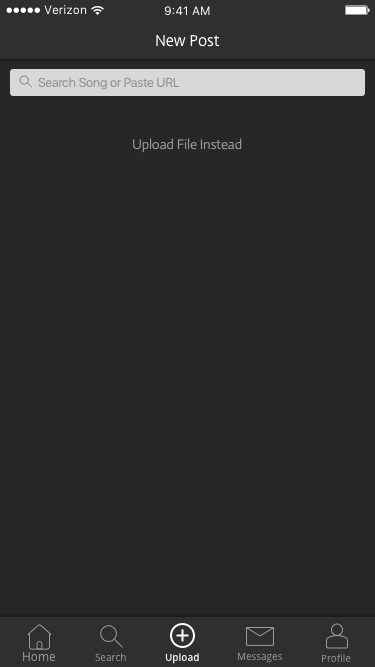 Verizon 9:41 AM
New Post
Search Song or Paste URL
Upload File Instead
Home Search Upload Messages Profile